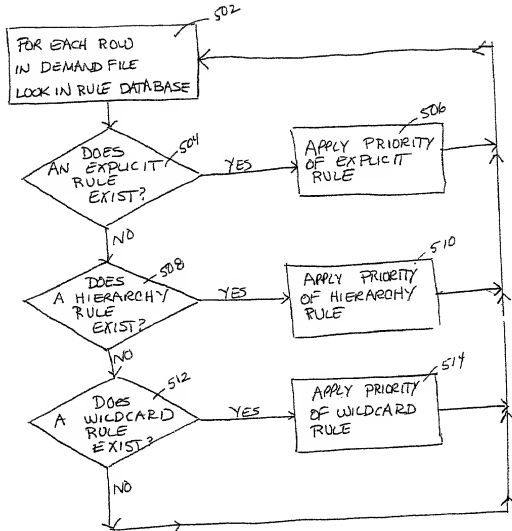 502
FOR EACH ROW
IN DEMAND FILE
LOOK IN RULE DATABASE
DOES
AN EXPLICIT
RULE
EXIST?
504
YES
506
APPLY PRIORITY
OF EXPLICIT
RULE
NO
DOES
A HIERARCHY
RULE
EXIST?
508
YES
510
APPLY PRIORITY
OF HIERARCHY
RULE
NO
DOES
A WILDCARD
RULE
EXIST?
512
YES
514
APPLY PRIORITY
OF WILDCARD
RULE
NO